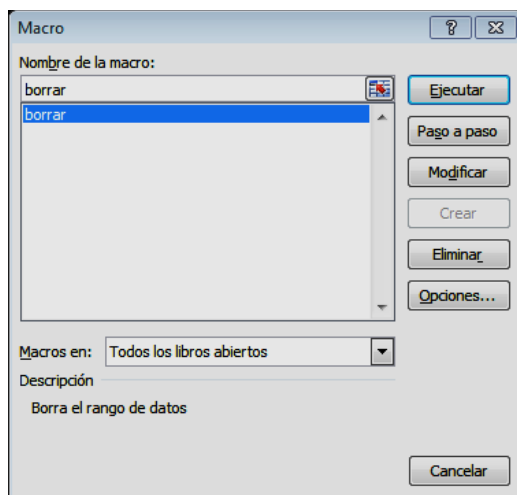 Macro
Nombre de la macro:
borrar
borrar
Ejecutar
Paso a paso
Modificar
Crear
Eliminar
Opciones...
Macros en: Todos los libros abiertos
Descripción
Borra el rango de datos
Cancelar